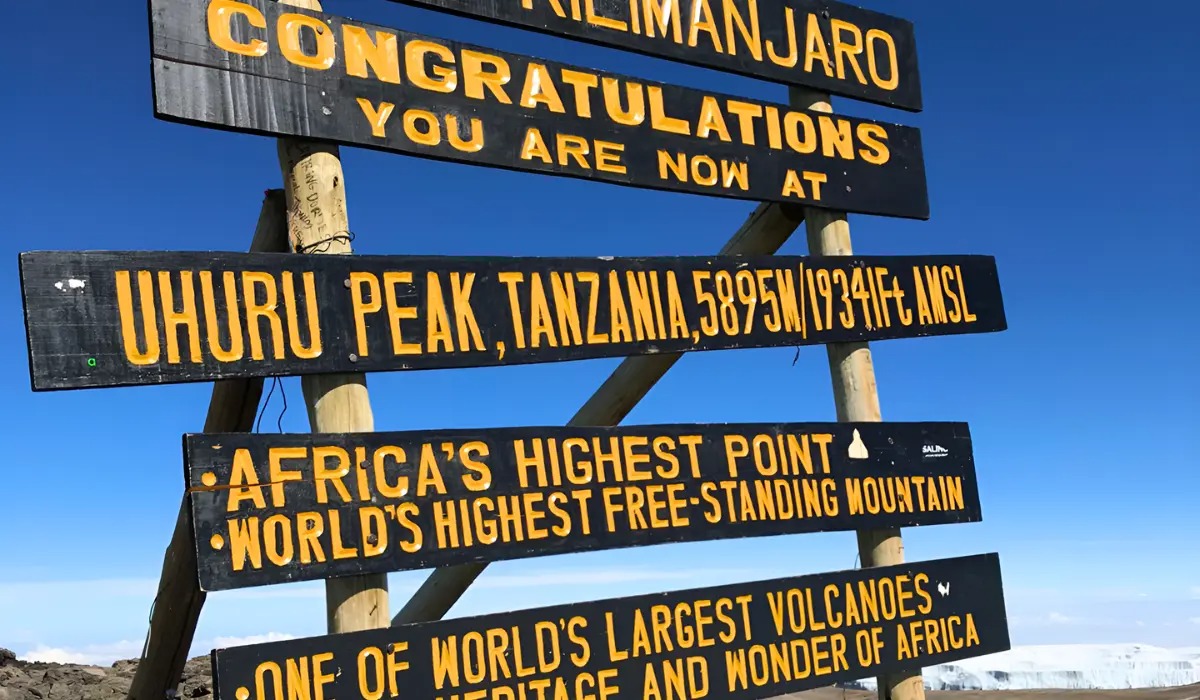 KILIMANJARO
CONGRATULATIONS
YOU ARE NOW AT
UHURU PEAK, TANZANIA, 5895M/19341Ft AMSL
• AFRICA'S HIGHEST POINT
• WORLD'S HIGHEST FREE-STANDING MOUNTAIN
• ONE OF WORLD'S LARGEST VOLCANOES
HERITAGE AND WONDER OF AFRICA